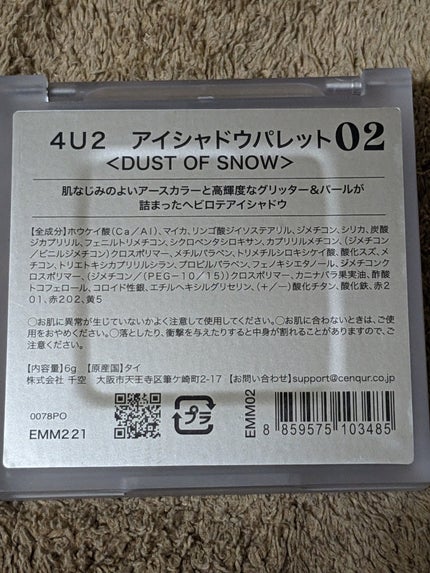 4U2 アイシャドウパレット02
<DUST OF SNOW>
肌なじみのよいアースカラーと高輝度なグリッター&パールが
詰まったヘビロテアイシャドウ
【全成分】ホウケイ酸(Ca/Al)、マイカ、リンゴ酸ジイソステアリル、ジメチコン、シリカ、炭酸
ジカプリリル、フェニルトリメチコン、シクロペンタシロキサン、カプリリルメチコン、(ジメチコン
/ビニルジメチコン)クロスポリマー、メチルパラベン、トリメチルシロキシケイ酸、酸化スズ、メ
チコン、トリエトキシカプリリルシラン、プロピルパラベン、フェノキシエタノール、ジメチコンク
ロスポリマー、(ジメチコン/(PEG-10/15))クロスポリマー、カニナバラ果実油、酢酸
トコフェロール、コロイド性銀、エチルヘキシルグリセリン、(+/-)酸化チタン、酸化鉄、赤2
01、赤202、黄5
○お肌に異常が生じていないかよく注意して使用してください。○お肌に合わないときは、ご使
用をおやめください。○落としたり、衝撃を与えたりすると中身が割れることがありますので、ご
注意ください。
【内容量】6g 【原産国】タイ
株式会社 千空 大阪市天王寺区筆ケ崎町2-17 【お問い合わせ】support@cenqur.co.jp
0078PO
EMM221
プラ
EMM02
8 859575 103485